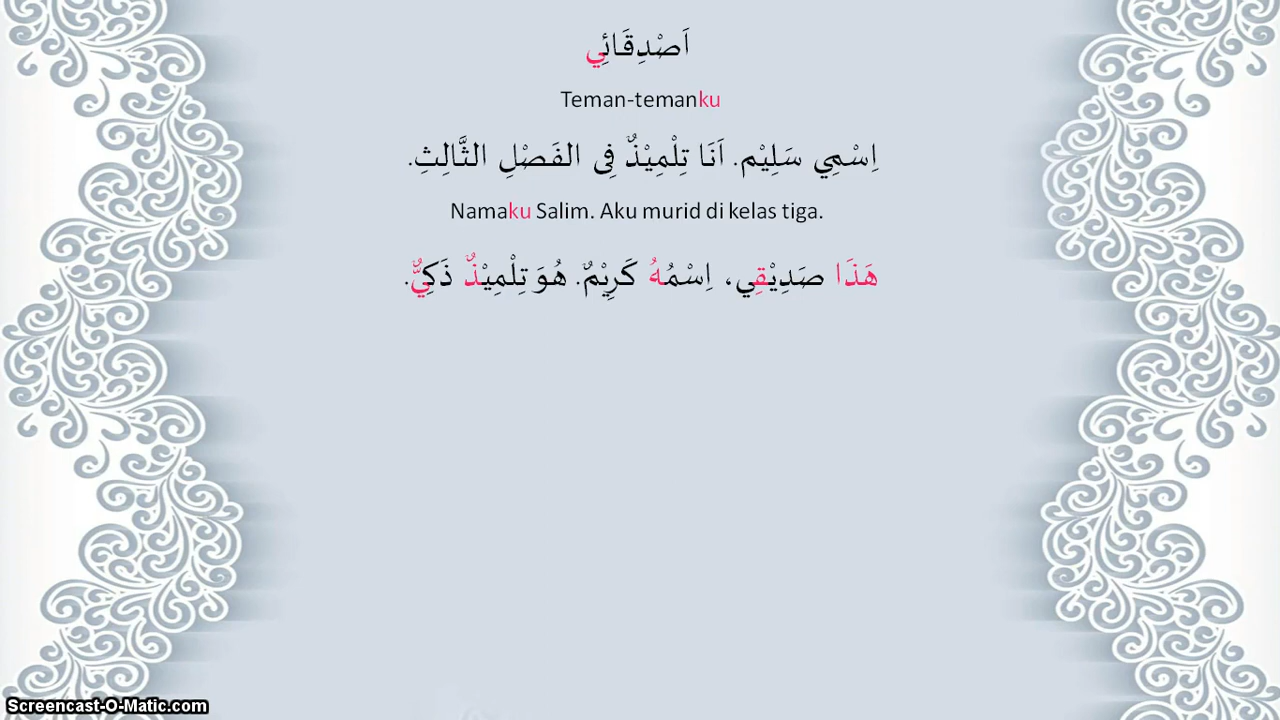 اَصْدِقَائِي
Teman-temanku
اِسْمِي سَلِيْم. اَنَا تِلْمِيْذٌ فِى الفَصْلِ الثَّالِثِ.
Namaku Salim. Aku murid di kelas tiga.
هَذَا صَدِيْقِي، اِسْمُهُ كَرِيْمٌ. هُوَ تِلْمِيْذٌ ذَكِيٌّ.
Screencast-O-Matic.com